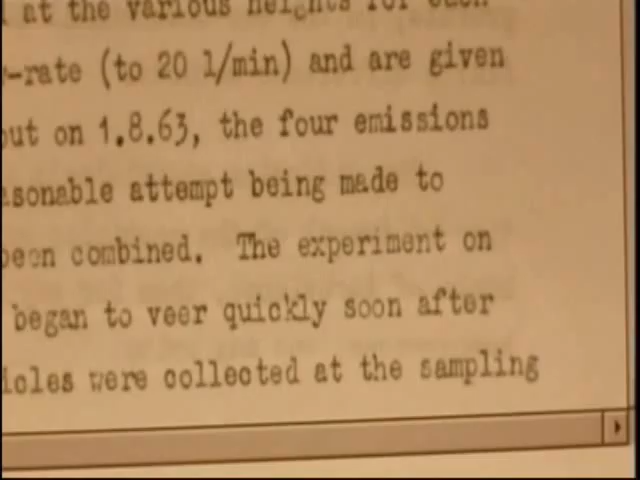 at the various heights for each
-rate (to 20 l/min) and are given
out on 1.8.63, the four emissions
asonable attempt being made to
been combined. The experiment on
began to veer quickly soon after
icles were collected at the sampling